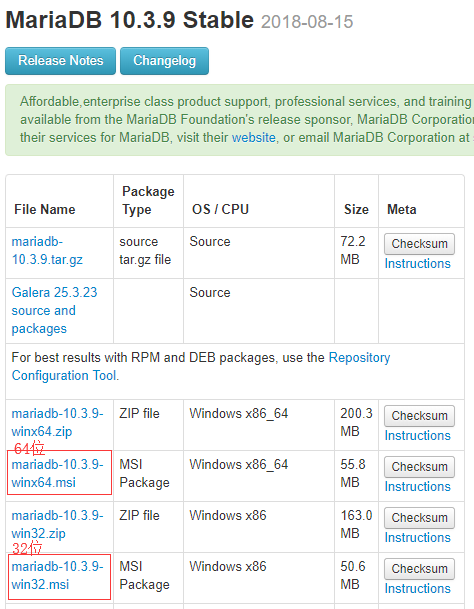 MariaDB 10.3.9 Stable 2018-08-15
Release Notes Changelog
Affordable,enterprise class product support, professional services, and training
available from the MariaDB Foundation's release sponsor, MariaDB Corporatio
their services for MariaDB, visit their website, or email MariaDB Corporation at
Package
File Name Type OS / CPU Size Meta
mariadb- source Source 72.2 Checksum
10.3.9.tar.gz tar.gz file MB Instructions
Galera 25.3.23 Source
source and
packages
For best results with RPM and DEB packages, use the Repository
Configuration Tool.
mariadb-10.3.9- ZIP file Windows x86_64 200.3 Checksum
winx64.zip MB Instructions
64位
mariadb-10.3.9- MSI Windows x86_64 55.8 Checksum
winx64.msi Package MB Instructions
mariadb-10.3.9- ZIP file Windows x86 163.0 Checksum
win32.zip MB Instructions
32位
mariadb-10.3.9- MSI Windows x86 50.6 Checksum
win32.msi Package MB Instructions